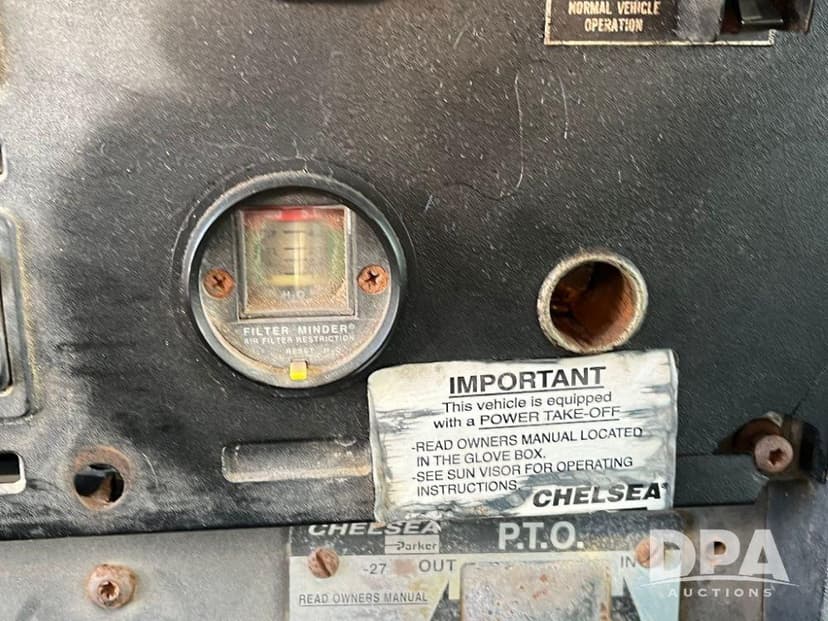 NORMAL VEHICLE
OPERATION
H₂O
FILTER MINDER®
AIR FILTER RESTRICTION
RESET
IMPORTANT
This vehicle is equipped
with a POWER TAKE-OFF
-READ OWNERS MANUAL LOCATED
IN THE GLOVE BOX.
-SEE SUN VISOR FOR OPERATING
INSTRUCTIONS.
CHELSEA®
CHELSEA
Parker
P.T.O.
-27
OUT
IN
READ OWNERS MANUAL
DPA
AUCTIONS